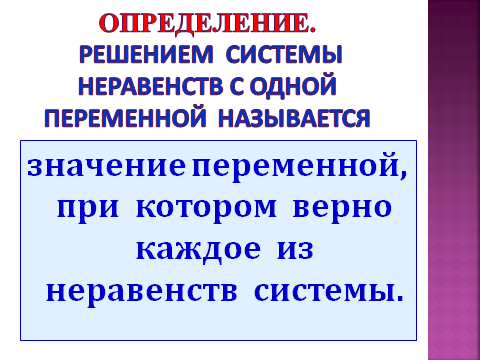 ОПРЕДЕЛЕНИЕ.
РЕШЕНИЕМ СИСТЕМЫ
НЕРАВЕНСТВ С ОДНОЙ
ПЕРЕМЕННОЙ НАЗЫВАЕТСЯ
значение переменной,
при котором верно
каждое из
неравенств системы.